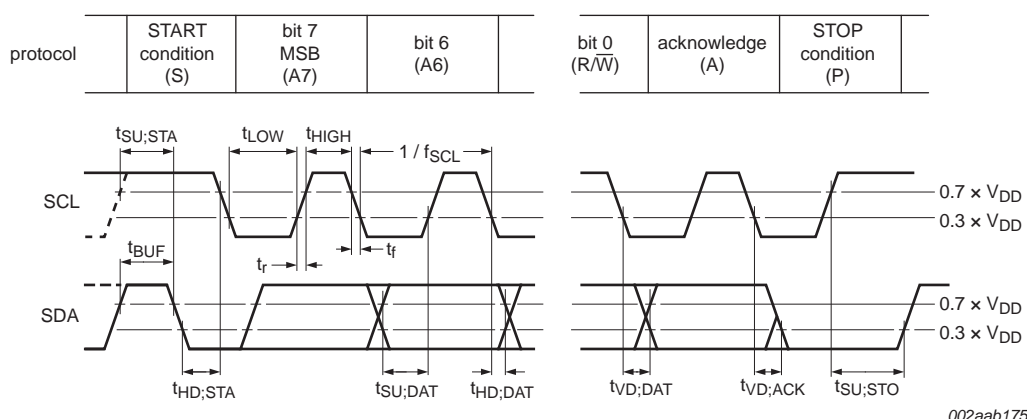 protocol
START
condition
(S)
bit 7
MSB
(A7)
bit 6
(A6)
bit 0
(R/W̅)
acknowledge
(A)
STOP
condition
(P)
tSU;STA
tLOW
tHIGH
1 / fSCL
SCL
0.7 × VDD
0.3 × VDD
tBUF
tr
tf
SDA
0.7 × VDD
0.3 × VDD
tHD;STA
tSU;DAT
tHD;DAT
tVD;DAT
tVD;ACK
tSU;STO
002aab175